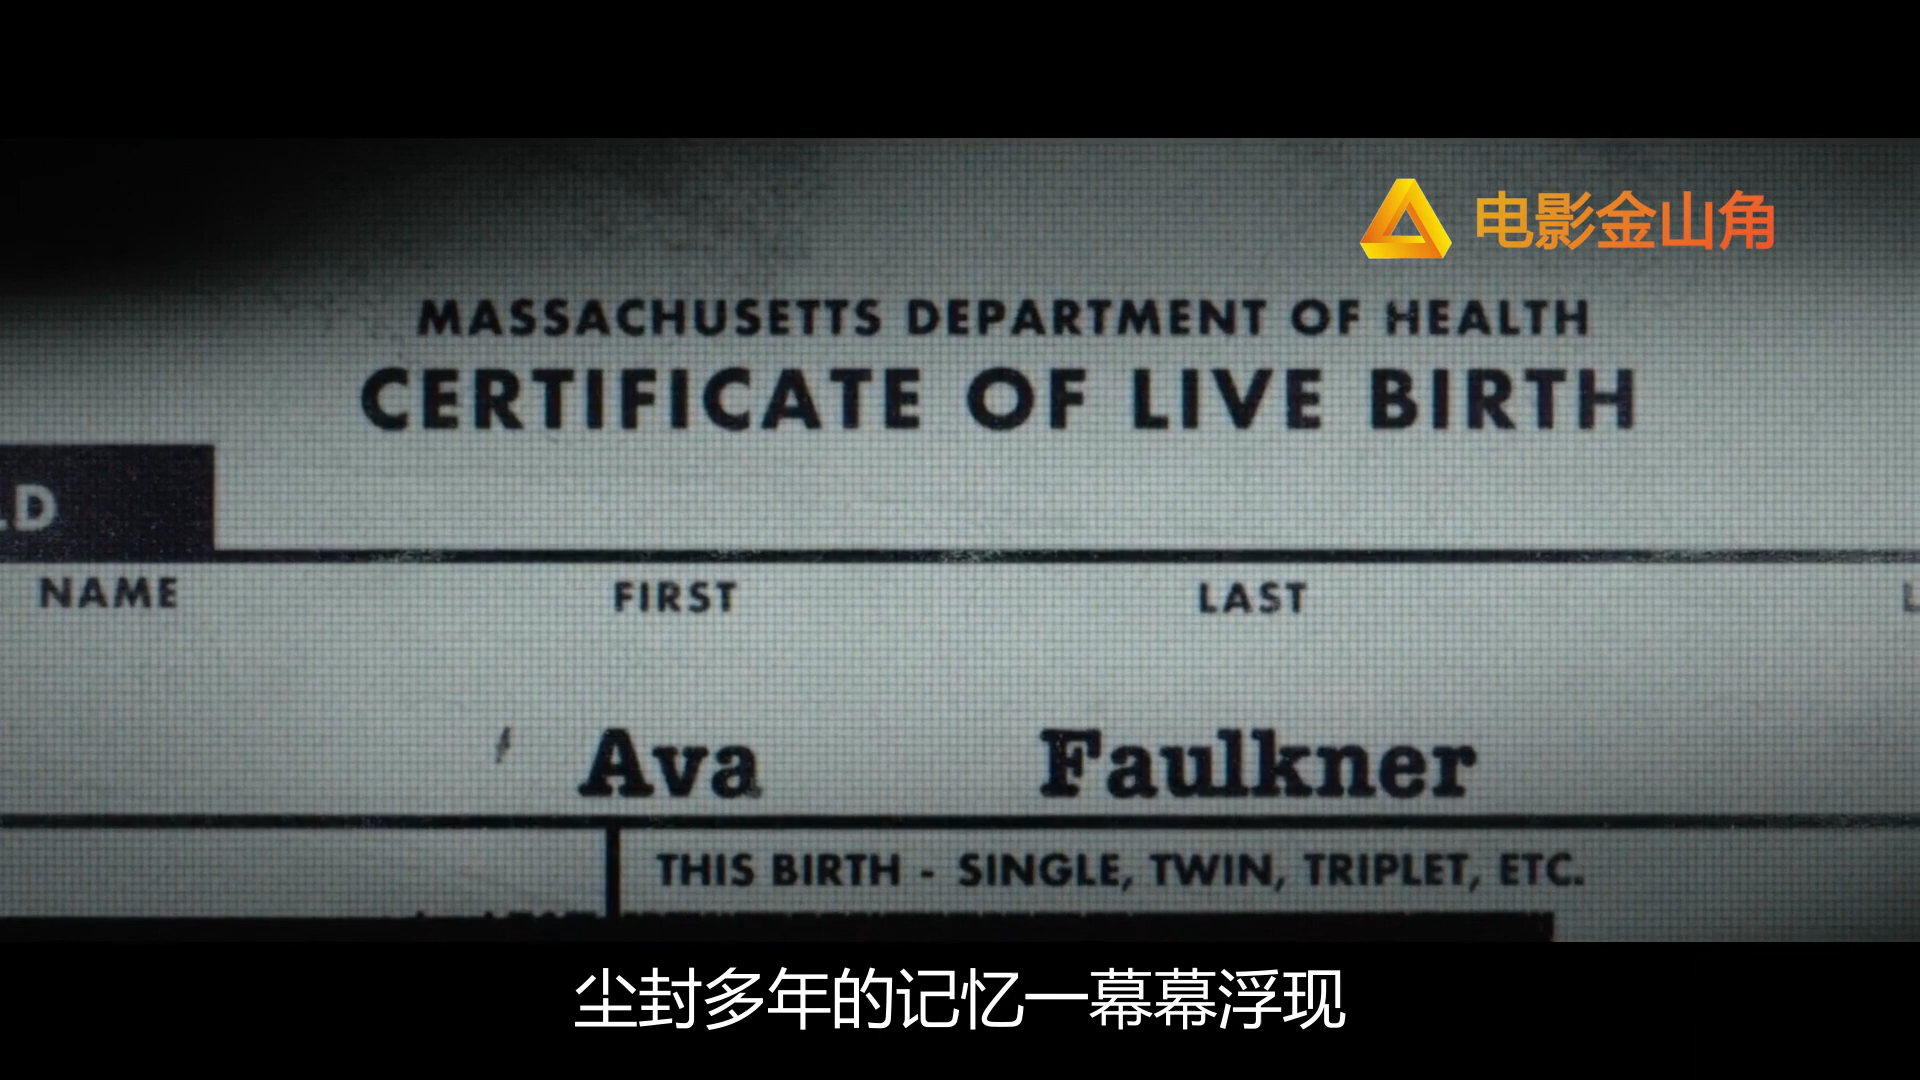 电影金山角
MASSACHUSETTS DEPARTMENT OF HEALTH
CERTIFICATE OF LIVE BIRTH
LD
NAME FIRST LAST
Ava Faulkner
THIS BIRTH - SINGLE, TWIN, TRIPLET, ETC.
尘封多年的记忆一幕幕浮现